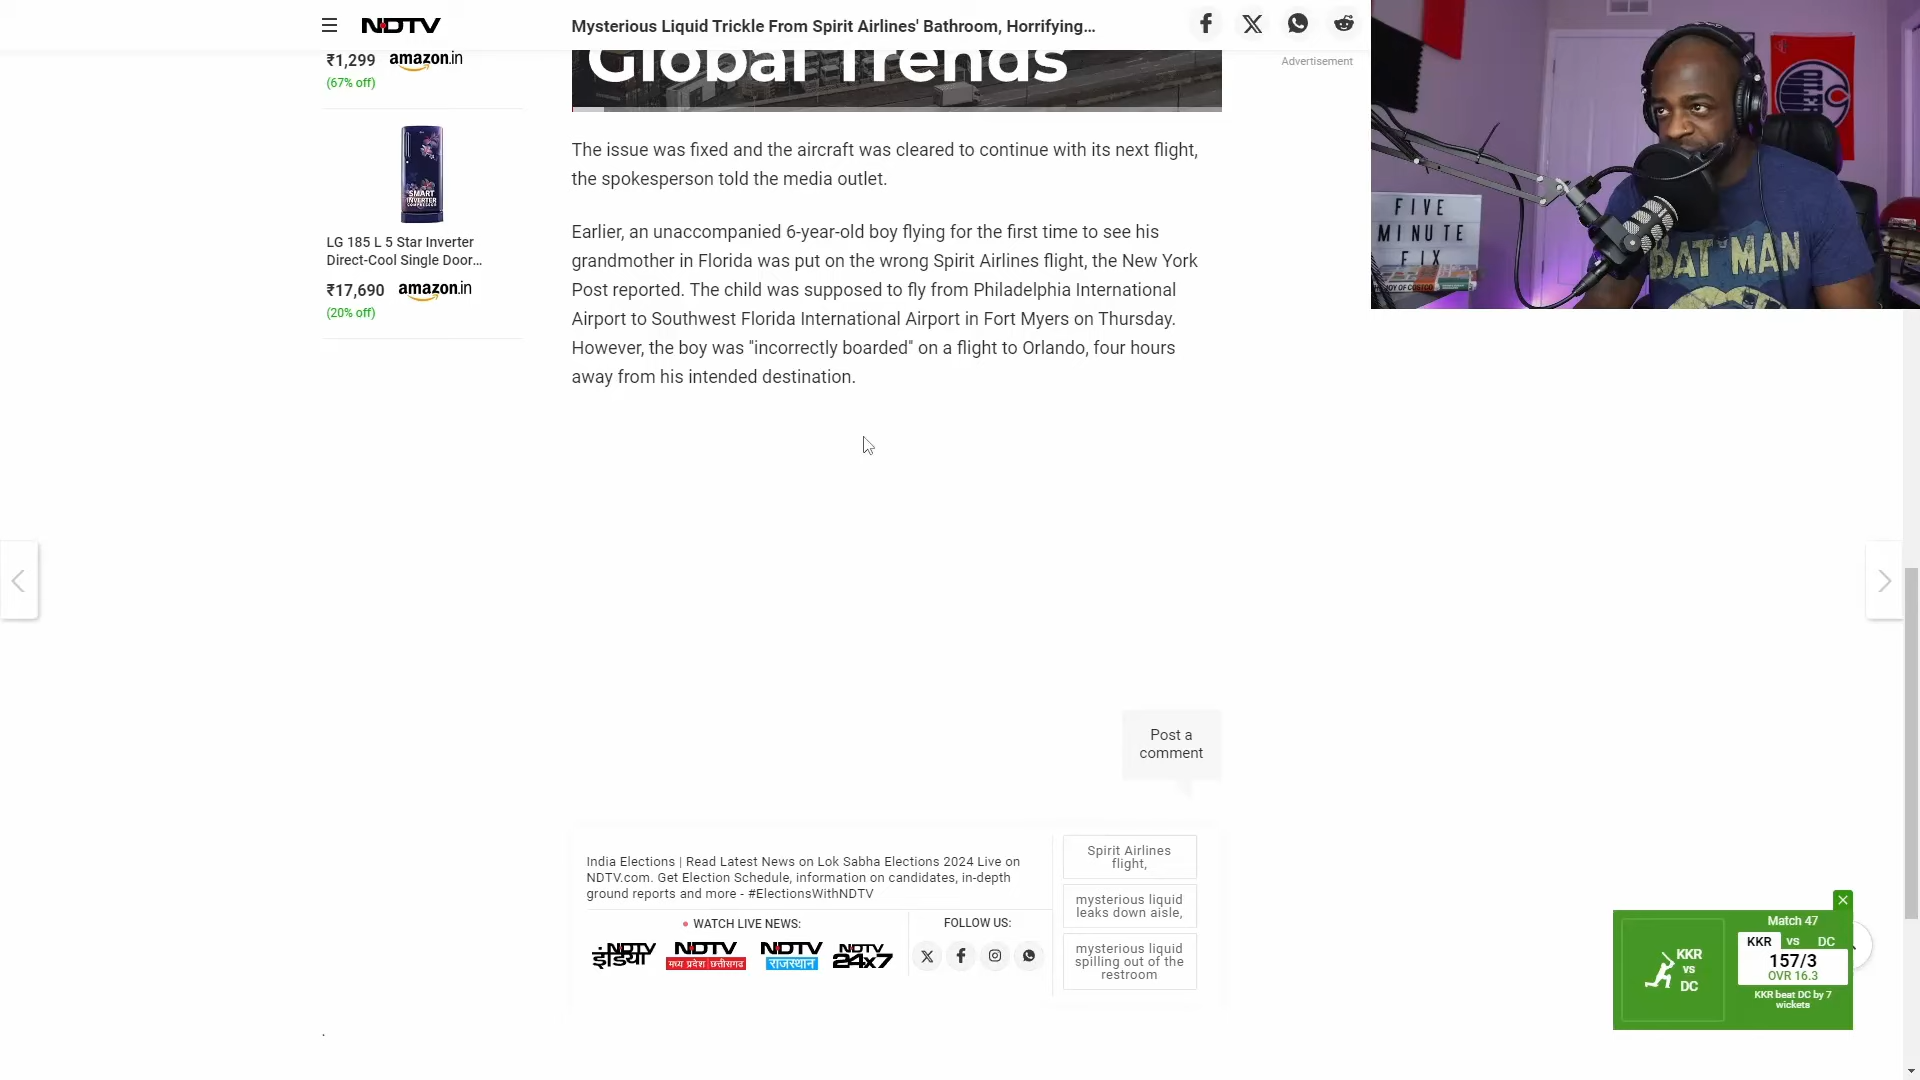 NDTV
Mysterious Liquid Trickle From Spirit Airlines' Bathroom, Horrifying...
₹1,299 amazon.in
(67% off)
SMART
INVERTER
COMPRESSOR
LG 185 L 5 Star Inverter
Direct-Cool Single Door...
₹17,690 amazon.in
(20% off)
Global Trends
Advertisement
The issue was fixed and the aircraft was cleared to continue with its next flight,
the spokesperson told the media outlet.
Earlier, an unaccompanied 6-year-old boy flying for the first time to see his
grandmother in Florida was put on the wrong Spirit Airlines flight, the New York
Post reported. The child was supposed to fly from Philadelphia International
Airport to Southwest Florida International Airport in Fort Myers on Thursday.
However, the boy was "incorrectly boarded" on a flight to Orlando, four hours
away from his intended destination.
FIVE
MINUTE
FIX
JOY OF COSTCO
OILERS
BATMAN
Post a
comment
India Elections | Read Latest News on Lok Sabha Elections 2024 Live on
NDTV.com. Get Election Schedule, information on candidates, in-depth
ground reports and more - #ElectionsWithNDTV
• WATCH LIVE NEWS:
NDTV
इंडिया
NDTV
मध्य प्रदेश छत्तीसगढ़
NDTV
राजस्थान
NDTV
24x7
FOLLOW US:
Spirit Airlines
flight,
mysterious liquid
leaks down aisle,
mysterious liquid
spilling out of the
restroom
KKR
vs
DC
Match 47
KKR vs DC
157/3
OVR 16.3
KKR beat DC by 7
wickets